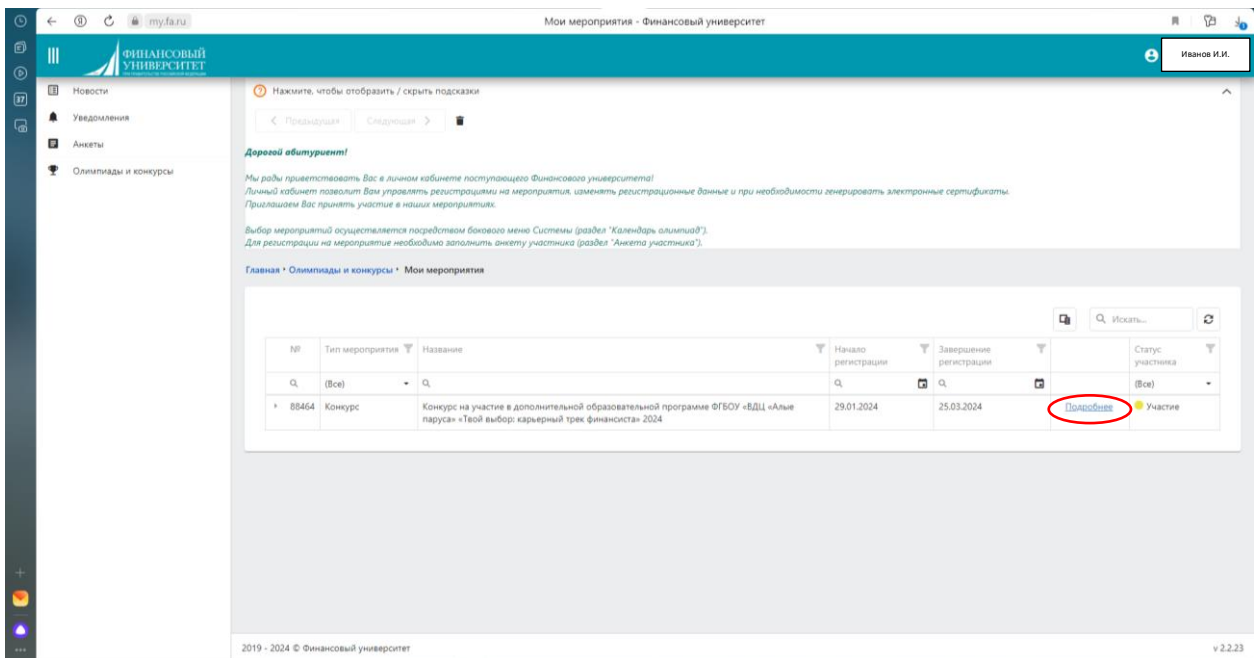 my.fa.ru
Мои мероприятия - Финансовый университет
ФИНАНСОВЫЙ
УНИВЕРСИТЕТ
Иванов И.И.
37
Новости
Уведомления
Анкеты
Олимпиады и конкурсы
Нажмите, чтобы отобразить / скрыть подсказки
Предыдущая Следующая
Дорогой абитуриент!
Мы рады приветствовать Вас в личном кабинете поступающего Финансового университета!
Личный кабинет позволит Вам управлять регистрациями на мероприятия, изменять регистрационные данные и при необходимости генерировать электронные сертификаты.
Приглашаем Вас принять участие в наших мероприятиях.
Выбор мероприятий осуществляется посредством бокового меню Системы (раздел "Календарь олимпиад").
Для регистрации на мероприятие необходимо заполнить анкету участника (раздел "Анкета участника").
Главная • Олимпиады и конкурсы • Мои мероприятия
Искать...
№ Тип мероприятия Название Начало регистрации Завершение регистрации Статус участника
(Все) (Все)
88464 Конкурс Конкурс на участие в дополнительной образовательной программе ФГБОУ «ВДЦ «Алые 29.01.2024 25.03.2024 Подробнее Участие
паруса» «Твой выбор: карьерный трек финансиста» 2024
2019 - 2024 © Финансовый университет
v 2.2.23